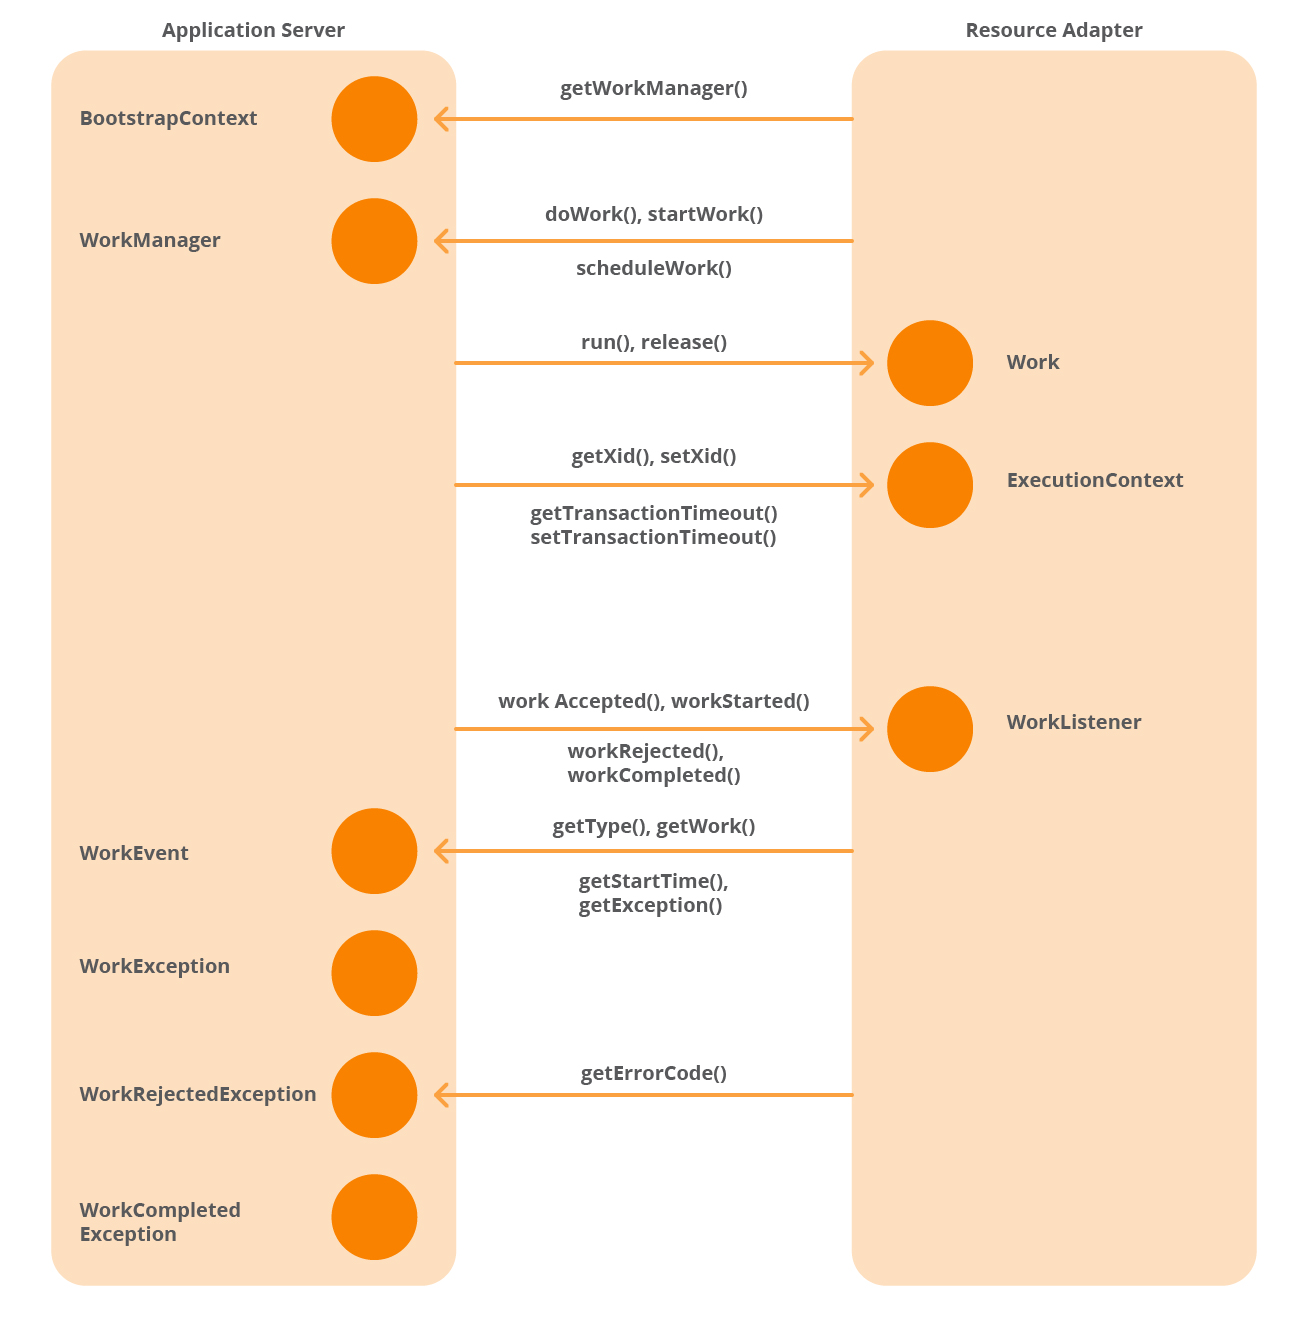 Application Server
Resource Adapter
getWorkManager()
BootstrapContext
doWork(), startWork()
WorkManager
scheduleWork()
run(), release()
Work
getXid(), setXid()
ExecutionContext
getTransactionTimeout()
setTransactionTimeout()
work Accepted(), workStarted()
WorkListener
workRejected(),
workCompleted()
getType(), getWork()
WorkEvent
getStartTime(),
getException()
WorkException
getErrorCode()
WorkRejectedException
WorkCompleted
Exception